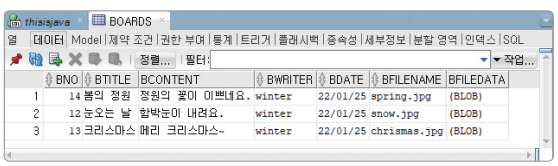 thisisjava BOARDS
열 데이터 Model 제약 조건 권한 부여 통계 트리거 플래시백 종속성 세부정보 분할 영역 인덱스 SQL
정렬... 필터: 작업...
BNO BTITLE BCONTENT BWRITER BDATE BFILENAME BFILEDATA
1 14 봄의 정원 정원의 꽃이 이쁘네요. winter 22/01/25 spring.jpg (BLOB)
2 12 눈오는 날 함박눈이 내려요. winter 22/01/25 snow.jpg (BLOB)
3 13 크리스마스 메리 크리스마스~ winter 22/01/25 chrismas.jpg (BLOB)